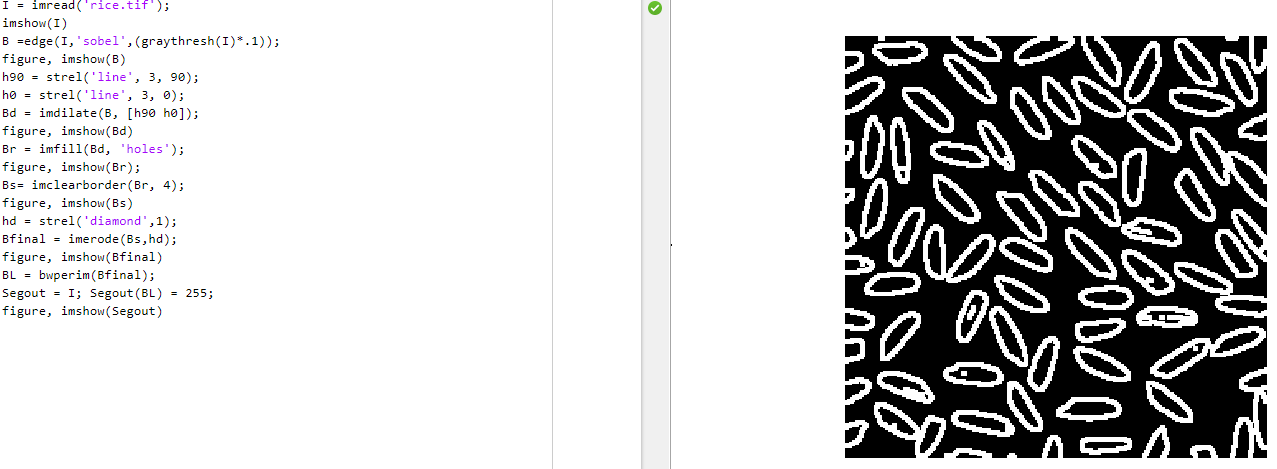 I = imread('rice.tif');
imshow(I)
B =edge(I,'sobel',(graythresh(I)*.1));
figure, imshow(B)
h90 = strel('line', 3, 90);
h0 = strel('line', 3, 0);
Bd = imdilate(B, [h90 h0]);
figure, imshow(Bd)
Br = imfill(Bd, 'holes');
figure, imshow(Br);
Bs= imclearborder(Br, 4);
figure, imshow(Bs)
hd = strel('diamond',1);
Bfinal = imerode(Bs,hd);
figure, imshow(Bfinal)
BL = bwperim(Bfinal);
Segout = I; Segout(BL) = 255;
figure, imshow(Segout)